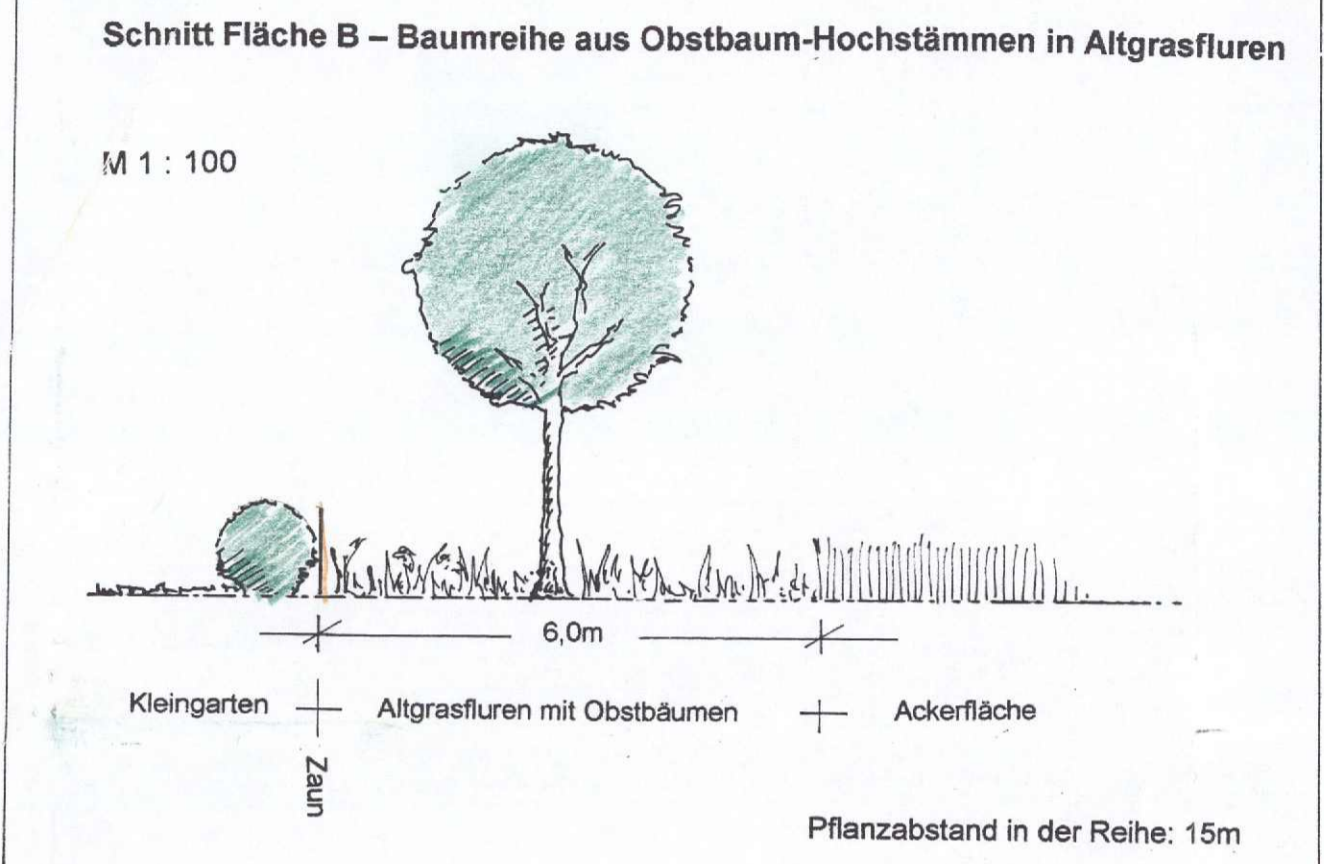 Schnitt Fläche B – Baumreihe aus Obstbaum-Hochstämmen in Altgrasfluren
M 1 : 100
6,0m
Kleingarten Altgrasfluren mit Obstbäumen Ackerfläche
Zaun
Pflanzabstand in der Reihe: 15m